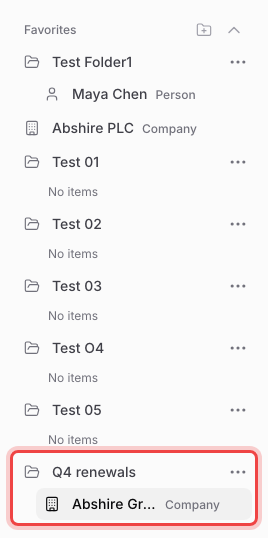 Favorites
Test Folder1
Maya Chen Person
Abshire PLC Company
Test 01
No items
Test 02
No items
Test 03
No items
Test O4
No items
Test 05
No items
Q4 renewals
Abshire Gr... Company